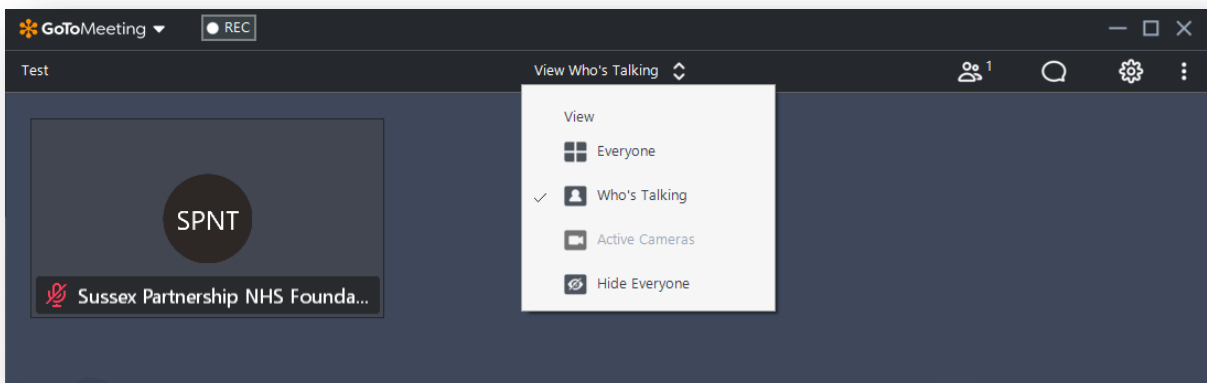 GoToMeeting
REC
Test
View Who's Talking
1
View
Everyone
Who's Talking
Active Cameras
Hide Everyone
SPNT
Sussex Partnership NHS Founda...